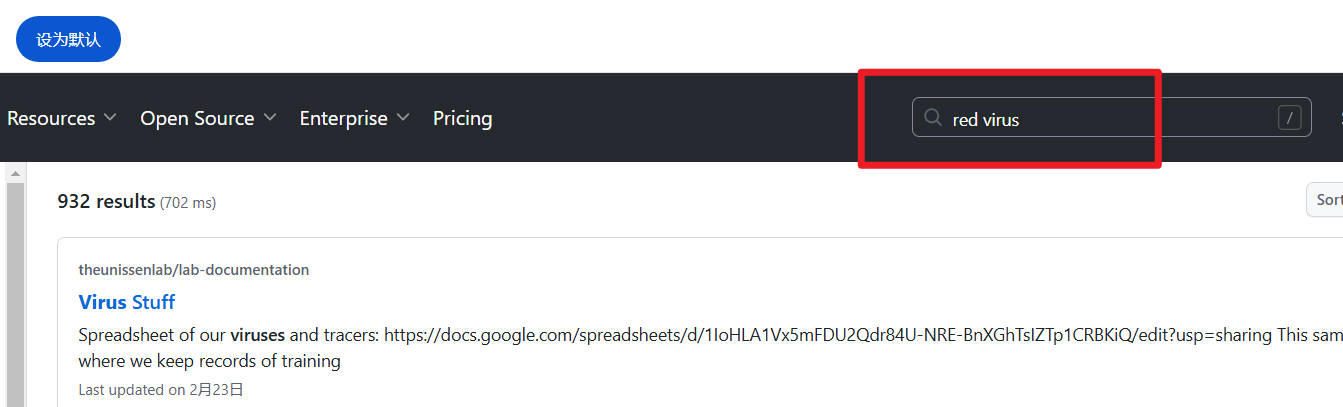 设为默认
Resources Open Source Enterprise Pricing red virus /
932 results (702 ms)
Sort
theunissenlab/lab-documentation
Virus Stuff
Spreadsheet of our viruses and tracers: https://docs.google.com/spreadsheets/d/1IoHLA1Vx5mFDU2Qdr84U-NRE-BnXGhTsIZTp1CRBKiQ/edit?usp=sharing This sam
where we keep records of training
Last updated on 2月23日